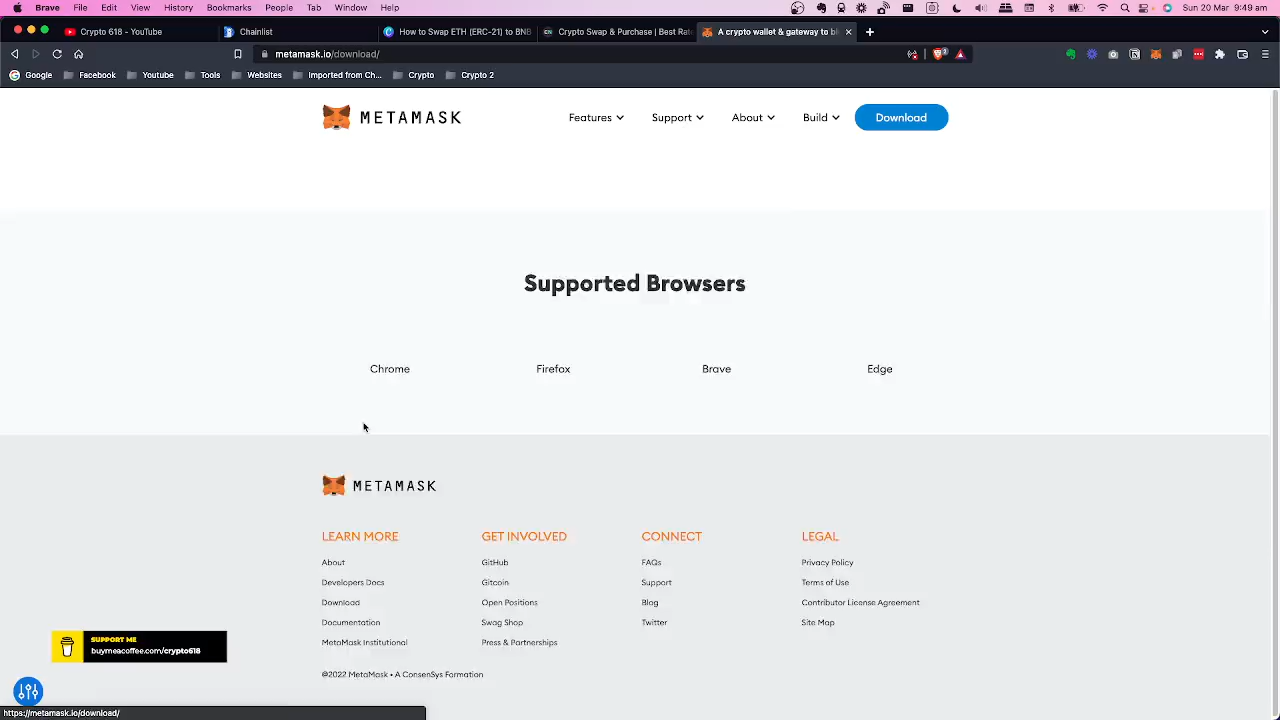 Brave File Edit View History Bookmarks People Tab Window Help Sun 20 Mar 9:49 am
Crypto 618 - YouTube Chainlist How to Swap ETH (ERC-21) to BNB Crypto Swap & Purchase | Best Rat A crypto wallet & gateway to bl
metamask.io/download/
Google Facebook Youtube Tools Websites Imported from Ch... Crypto Crypto 2
METAMASK Features Support About Build Download
Supported Browsers
Chrome Firefox Brave Edge
METAMASK
LEARN MORE GET INVOLVED CONNECT LEGAL
About GitHub FAQs Privacy Policy
Developers Docs Gitcoin Support Terms of Use
Download Open Positions Blog Contributor License Agreement
Documentation Swag Shop Twitter Site Map
MetaMask Institutional Press & Partnerships
SUPPORT ME
buymeacoffee.com/crypto618
©2022 MetaMask • A ConsenSys Formation
https://metamask.io/download/